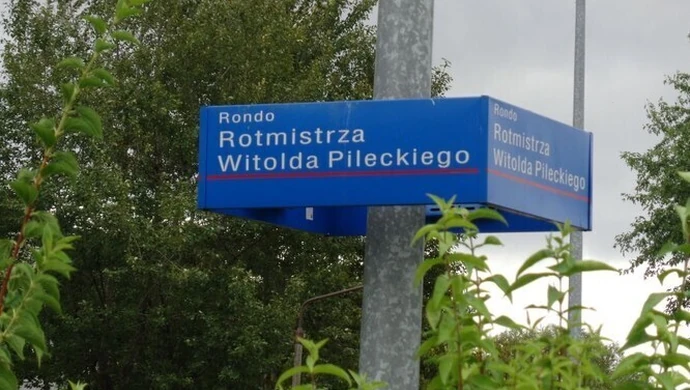 Rondo
Rotmistrza
Witolda Pileckiego
Rondo
Rotmistrza
Witolda Pileckiego